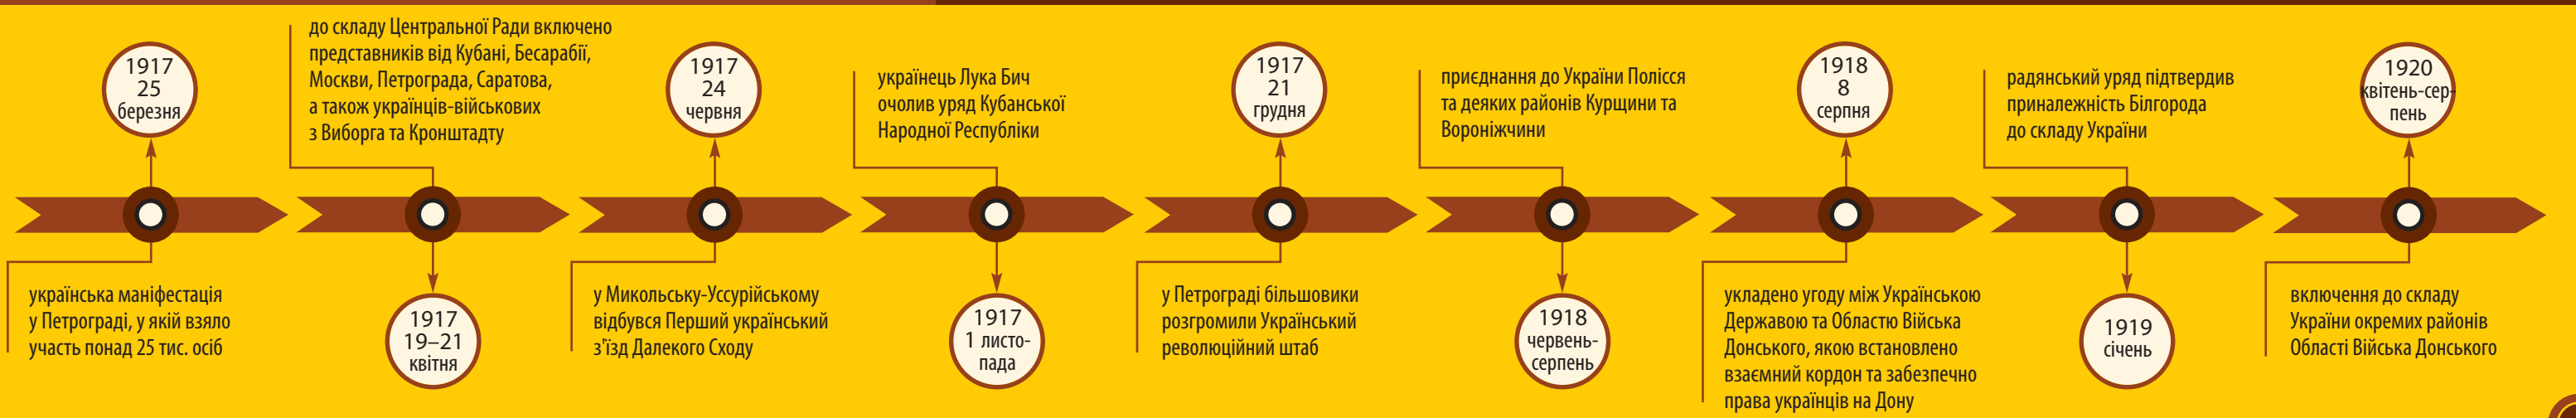 1917
25
березня
українська маніфестація
у Петрограді, у якій взяло
участь понад 25 тис. осіб
до складу Центральної Ради включено
представників від Кубані, Бесарабії,
Москви, Петрограда, Саратова,
а також українців-військових
з Виборга та Кронштадту
1917
19–21
квітня
1917
24
червня
у Микольську-Уссурійському
відбувся Перший український
з'їзд Далекого Сходу
українець Лука Бич
очолив уряд Кубанської
Народної Республіки
1917
1 листо-
пада
1917
21
грудня
у Петрограді більшовики
розгромили Український
революційний штаб
приєднання до України Полісся
та деяких районів Курщини та
Вороніжчини
1918
червень-
серпень
1918
8
серпня
укладено угоду між Українською
Державою та Областю Війська
Донського, якою встановлено
взаємний кордон та забезпечно
права українців на Дону
радянський уряд підтвердив
приналежність Білгорода
до складу України
1919
січень
1920
квітень-сер-
пень
включення до складу
України окремих районів
Області Війська Донського